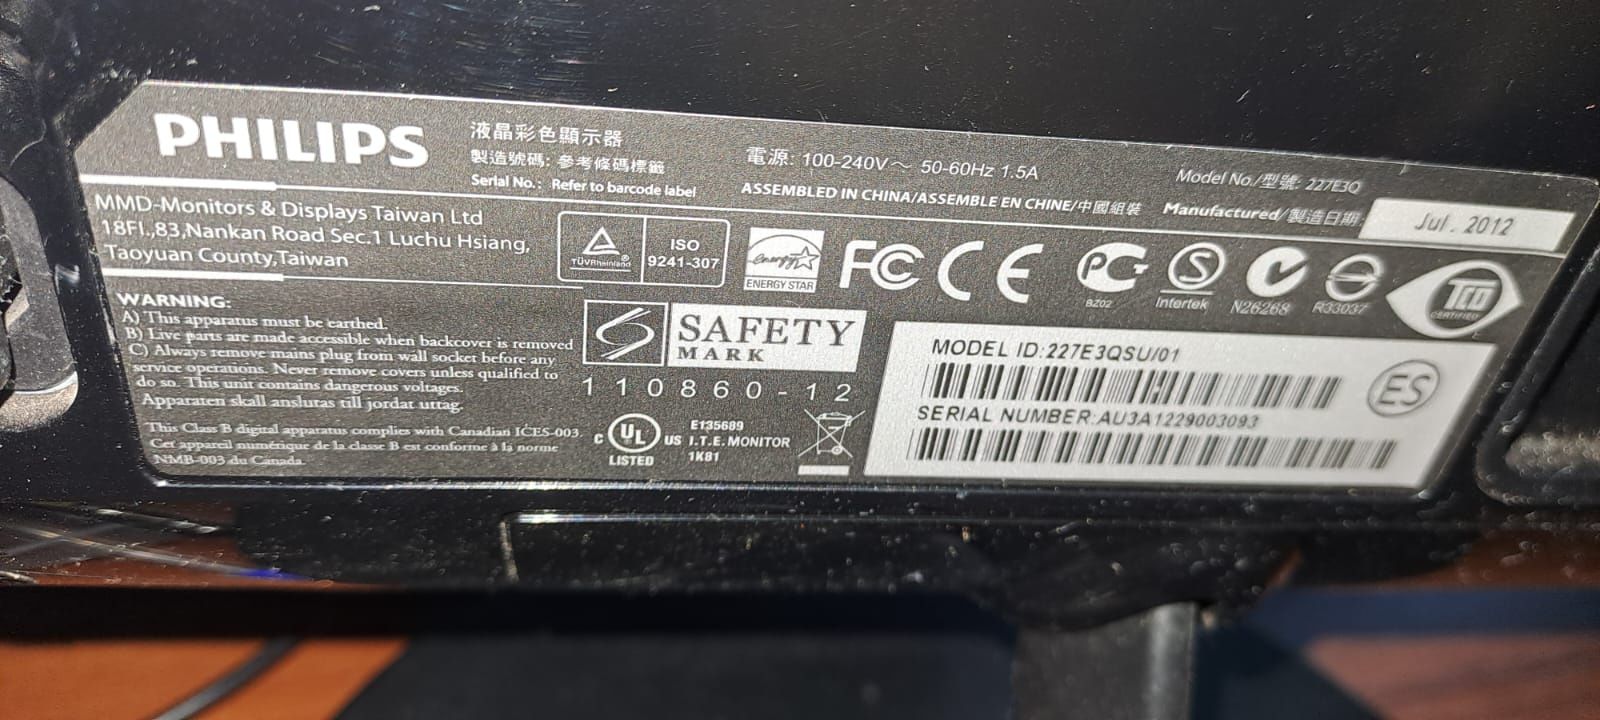 PHILIPS
液晶彩色顯示器
製造號碼: 參考條碼標籤
Serial No.: Refer to barcode label
電源: 100-240V～ 50-60Hz 1.5A
ASSEMBLED IN CHINA/ASSEMBLE EN CHINE/中國組裝
Model No./型號: 227E3Q
Manufactured/製造日期:
Jul. 2012
MMD-Monitors & Displays Taiwan Ltd
18Fl.,83,Nankan Road Sec.1 Luchu Hsiang,
Taoyuan County,Taiwan
TÜVRheinland
ISO
9241-307
energy
ENERGY STAR
FC CE
PG
BZ02
S
Intertek
N26268
R33037
TCO
CERTIFIED
WARNING:
A) This apparatus must be earthed.
B) Live parts are made accessible when backcover is removed
C) Always remove mains plug from wall socket before any
service operations. Never remove covers unless qualified to
do so. This unit contains dangerous voltages.
Apparaten skall anslutas till jordat uttag.
This Class B digital apparatus complies with Canadian ICES-003.
Cet appareil numérique de la classe B est conforme à la norme
NMB-003 du Canada.
SAFETY
MARK
110860-12
C UL US
LISTED
E135689
I.T.E. MONITOR
1K81
MODEL ID:227E3QSU/01
SERIAL NUMBER:AU3A1229003093
ES